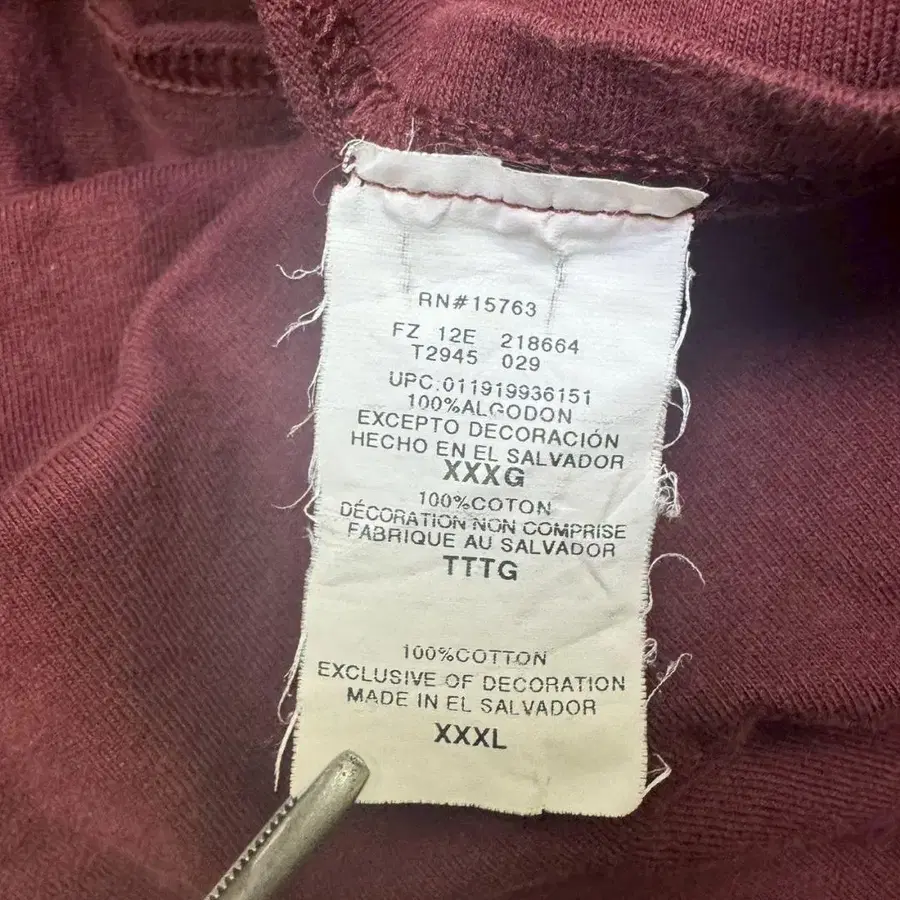 RN#15763
FZ 12E 218664
T2945 029
UPC:011919936151
100%ALGODON
EXCEPTO DECORACIÓN
HECHO EN EL SALVADOR
XXXG
100%COTON
DÉCORATION NON COMPRISE
FABRIQUE AU SALVADOR
TTTG
100%COTTON
EXCLUSIVE OF DECORATION
MADE IN EL SALVADOR
XXXL